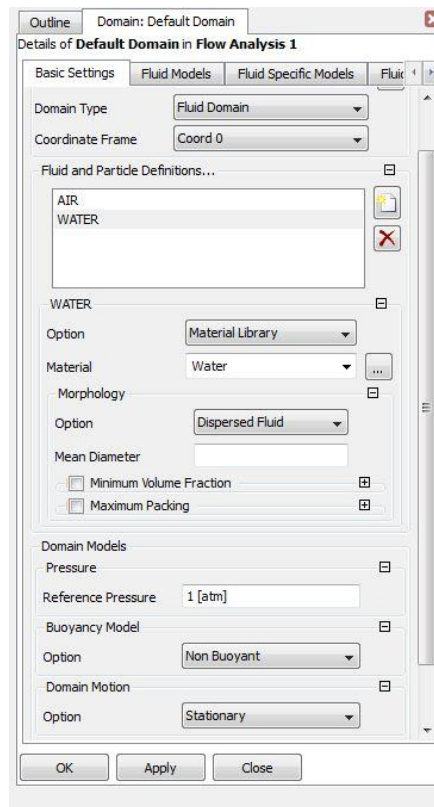 Outline Domain: Default Domain
Details of Default Domain in Flow Analysis 1
Basic Settings Fluid Models Fluid Specific Models Fluid
Domain Type Fluid Domain
Coordinate Frame Coord 0
Fluid and Particle Definitions...
AIR
WATER
WATER
Option Material Library
Material Water ...
Morphology
Option Dispersed Fluid
Mean Diameter
Minimum Volume Fraction
Maximum Packing
Domain Models
Pressure
Reference Pressure 1 [atm]
Buoyancy Model
Option Non Buoyant
Domain Motion
Option Stationary
OK Apply Close